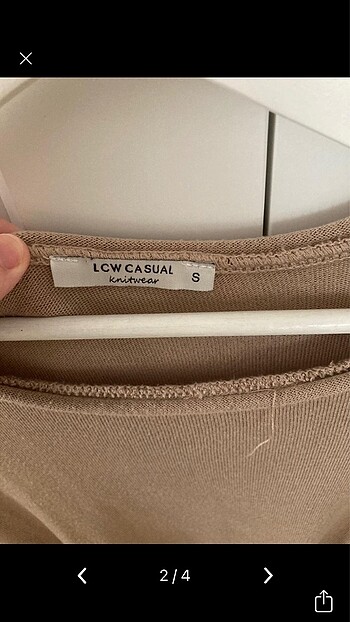 LCW CASUAL
knitwear
S
2/4